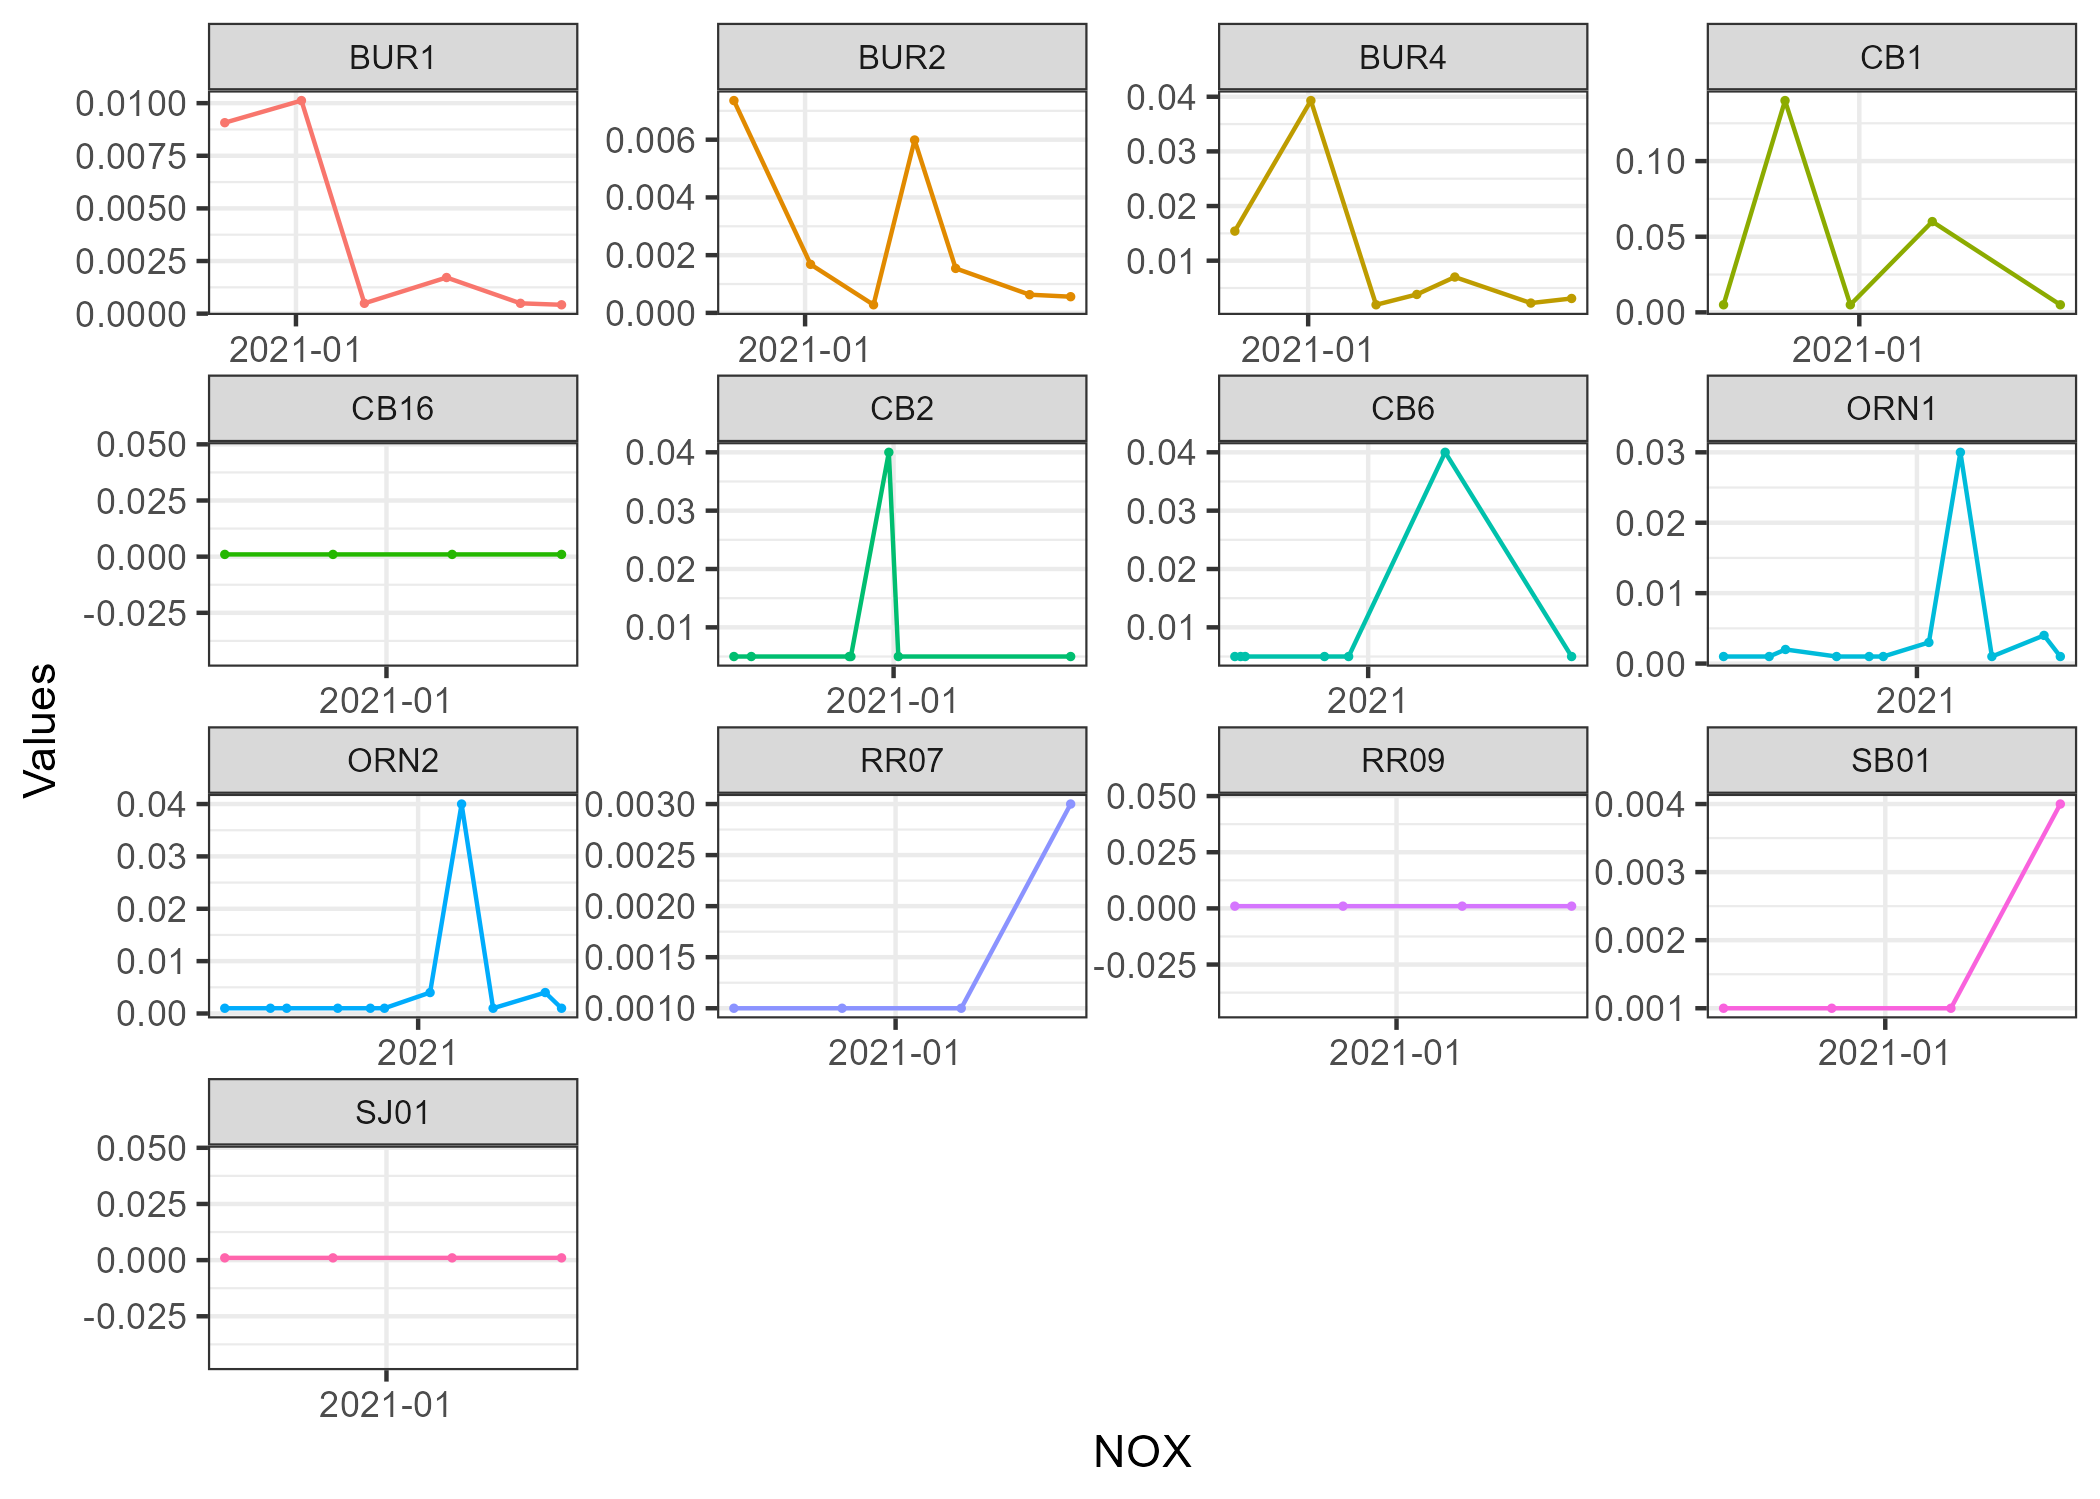 BUR1 BUR2 BUR4 CB1
0.0100 0.0075 0.0050 0.0025 0.0000
0.006 0.004 0.002 0.000
0.04 0.03 0.02 0.01
0.10 0.05 0.00
2021-01 2021-01 2021-01 2021-01
CB16 CB2 CB6 ORN1
0.050 0.025 0.000 -0.025
0.04 0.03 0.02 0.01
0.04 0.03 0.02 0.01
0.03 0.02 0.01 0.00
2021-01 2021-01 2021 2021
ORN2 RR07 RR09 SB01
0.04 0.03 0.02 0.01 0.00
0.0030 0.0025 0.0020 0.0015 0.0010
0.050 0.025 0.000 -0.025
0.004 0.003 0.002 0.001
2021 2021-01 2021-01 2021-01
SJ01
0.050 0.025 0.000 -0.025
2021-01
Values
NOX